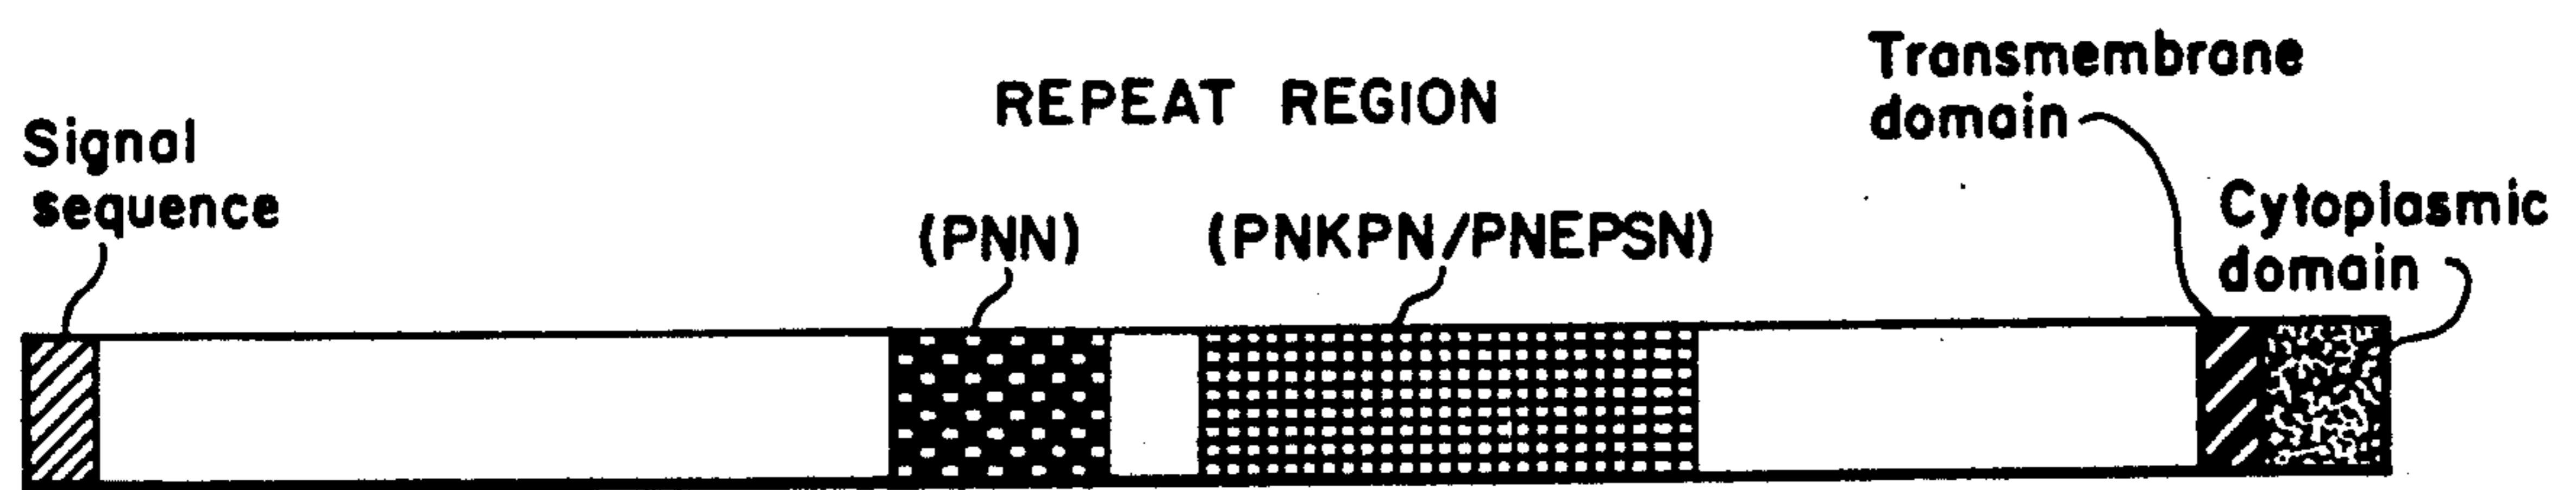 Signal
sequence
REPEAT REGION
(PNN)
(PNKPN/PNEPSN)
Transmembrane
domain
Cytoplasmic
domain